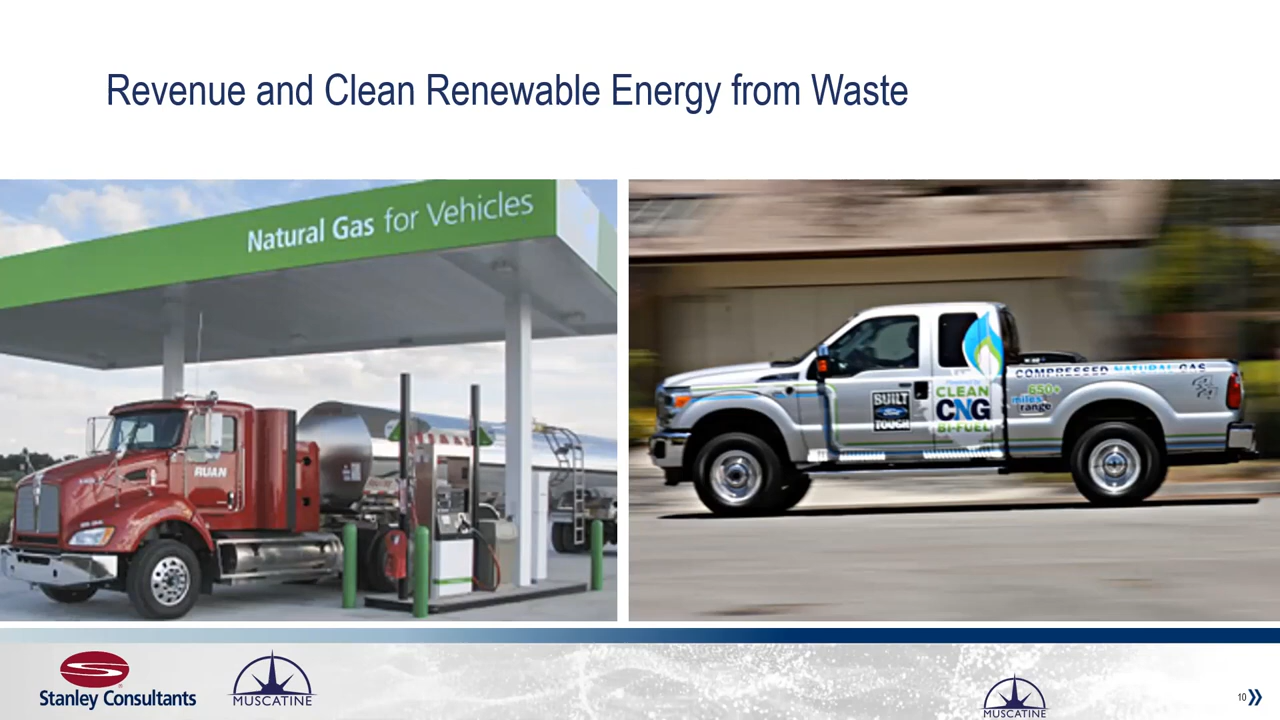 Revenue and Clean Renewable Energy from Waste
Natural Gas for Vehicles
RUAN
BUILT
Ford
TOUGH
CLEAN
CNG
BI-FUEL
COMPRESSED NATURAL GAS
650+
miles
range
Stanley Consultants
MUSCATINE
MUSCATINE
10